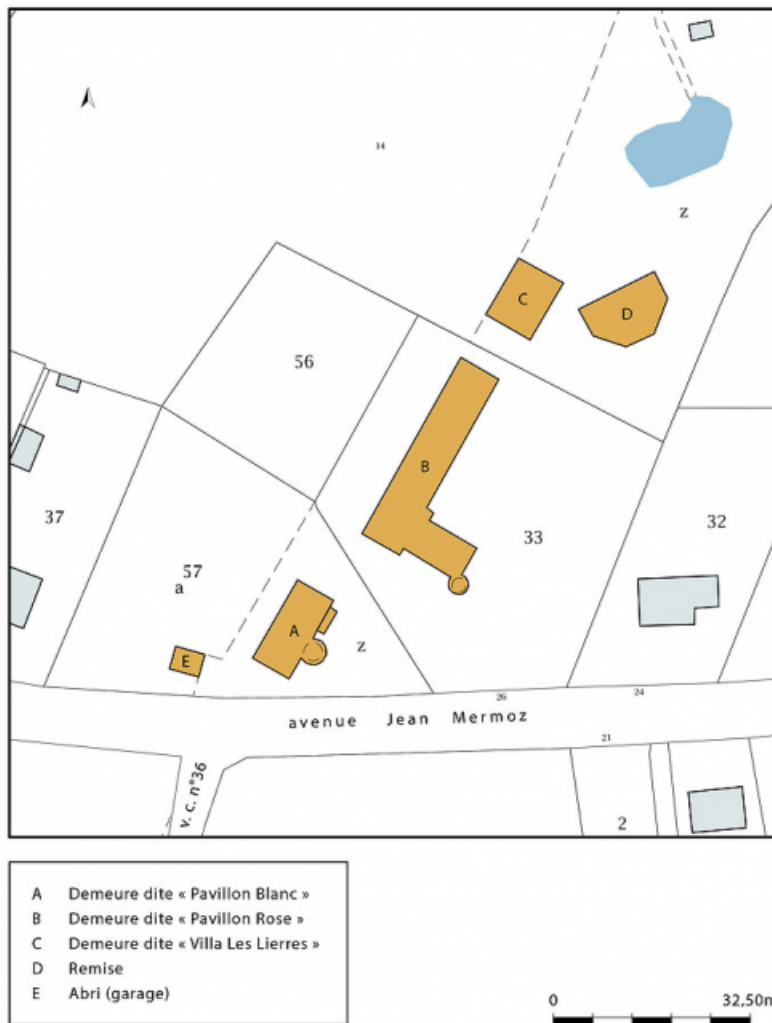 14
z
C
D
56
B
37
33
32
57
a
A
z
E
26
24
avenue Jean Mermoz
21
v. c. n°36
2
A Demeure dite « Pavillon Blanc »
B Demeure dite « Pavillon Rose »
C Demeure dite « Villa Les Lierres »
D Remise
E Abri (garage)
0 32,50m